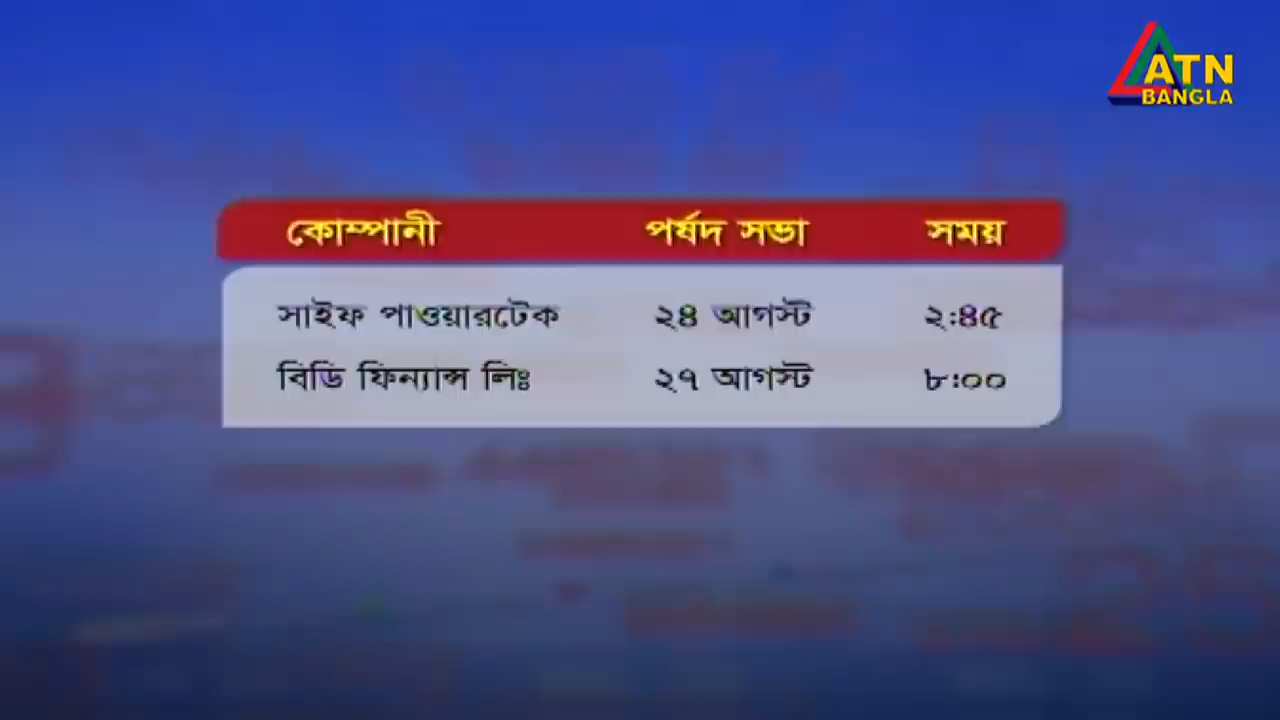 ATN
BANGLA
কোম্পানী পর্ষদ সভা সময়
সাইফ পাওয়ারটেক ২৪ আগস্ট ২:৪৫
বিডি ফিন্যান্স লিঃ ২৭ আগস্ট ৮:০০